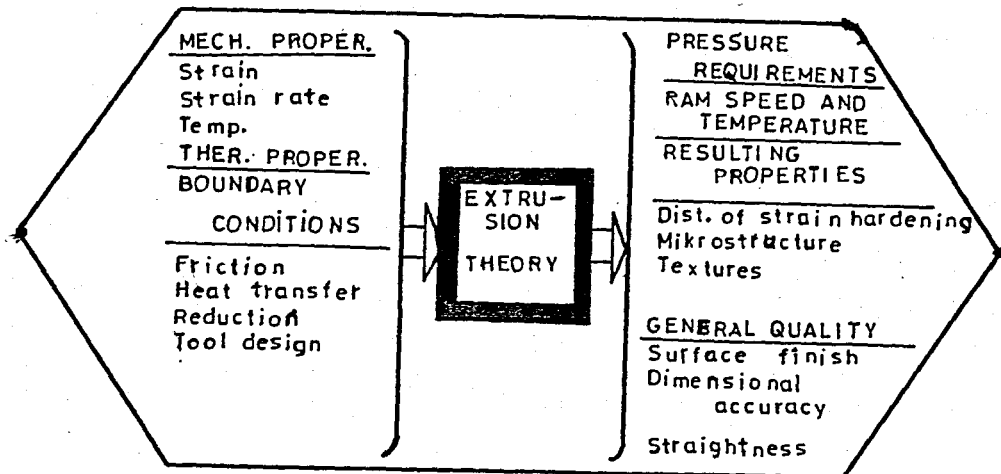 MECH. PROPER.
Strain
Strain rate
Temp.
THER. PROPER.
BOUNDARY
CONDITIONS
Friction
Heat transfer
Reduction
Tool design
EXTRU-
SION
THEORY
PRESSURE
REQUIREMENTS
RAM SPEED AND
TEMPERATURE
RESULTING
PROPERTIES
Dist. of strain hardening
Mikrostructure
Textures
GENERAL QUALITY
Surface finish
Dimensional
accuracy
Straightness